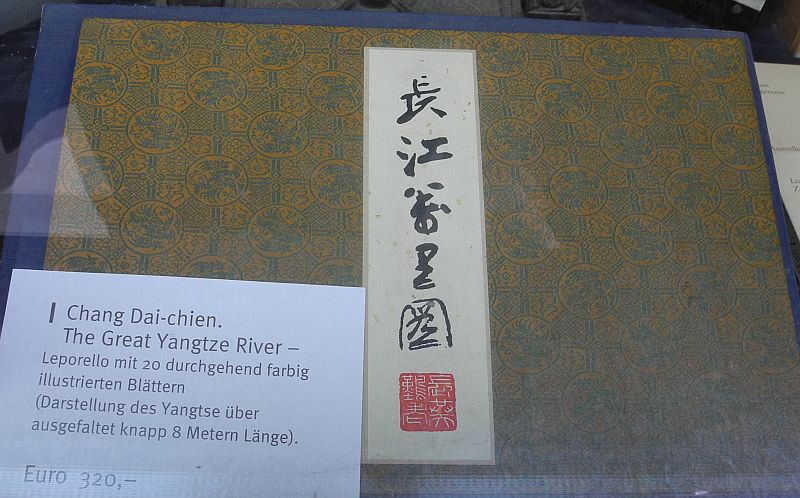 長江萬里圖
Chang Dai-chien.
The Great Yangtze River –
Leporello mit 20 durchgehend farbig
illustrierten Blättern
(Darstellung des Yangtse über
ausgefaltet knapp 8 Metern Länge).
Euro 320,–